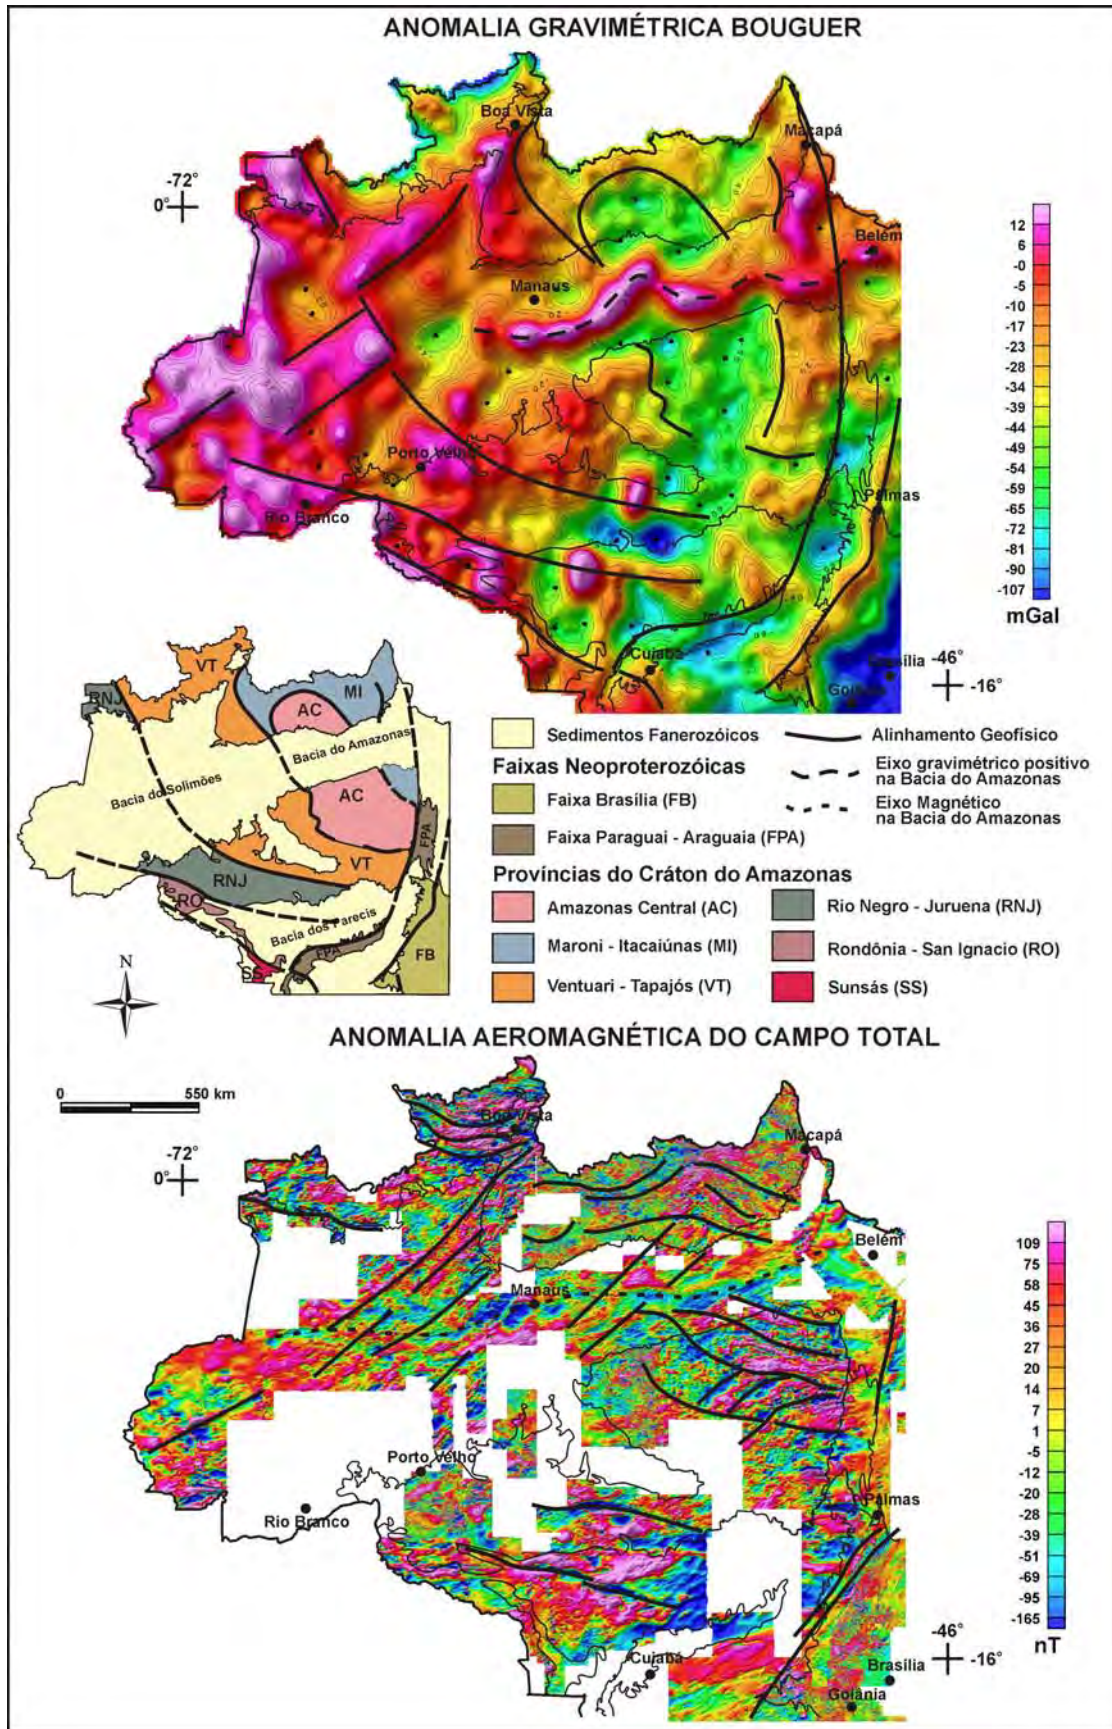 ANOMALIA GRAVIMÉTRICA BOUGUER
Boa Vista
Macapá
-72°
0°
Belém
Manaus
Porto Velho
Rio Branco
Palmas
Cuiabá
-46°
-16°
12
6
-0
-5
-10
-17
-23
-28
-34
-39
-44
-49
-54
-59
-65
-72
-81
-90
-107
mGal
VT
RNJ
MI
AC
Bacia do Amazonas
Bacia do Solimões
AC
FPA
VT
RNJ
RO
Bacia dos Parecis
FPA
FB
SS
N
Sedimentos Fanerozóicos
Faixas Neoproterozóicas
Faixa Brasília (FB)
Faixa Paraguai - Araguaia (FPA)
Províncias do Cráton do Amazonas
Amazonas Central (AC)
Maroni - Itacaiúnas (MI)
Ventuari - Tapajós (VT)
Rio Negro - Juruena (RNJ)
Rondônia - San Ignacio (RO)
Sunsás (SS)
Alinhamento Geofísico
Eixo gravimétrico positivo
na Bacia do Amazonas
Eixo Magnético
na Bacia do Amazonas
ANOMALIA AEROMAGNÉTICA DO CAMPO TOTAL
0 550 km
Boa Vista
Macapá
-72°
0°
Belém
Manaus
Porto Velho
Rio Branco
Palmas
Cuiabá
Brasília
Goiânia
-46°
-16°
109
75
58
45
36
27
20
14
7
1
-5
-12
-20
-28
-39
-51
-69
-95
-165
nT